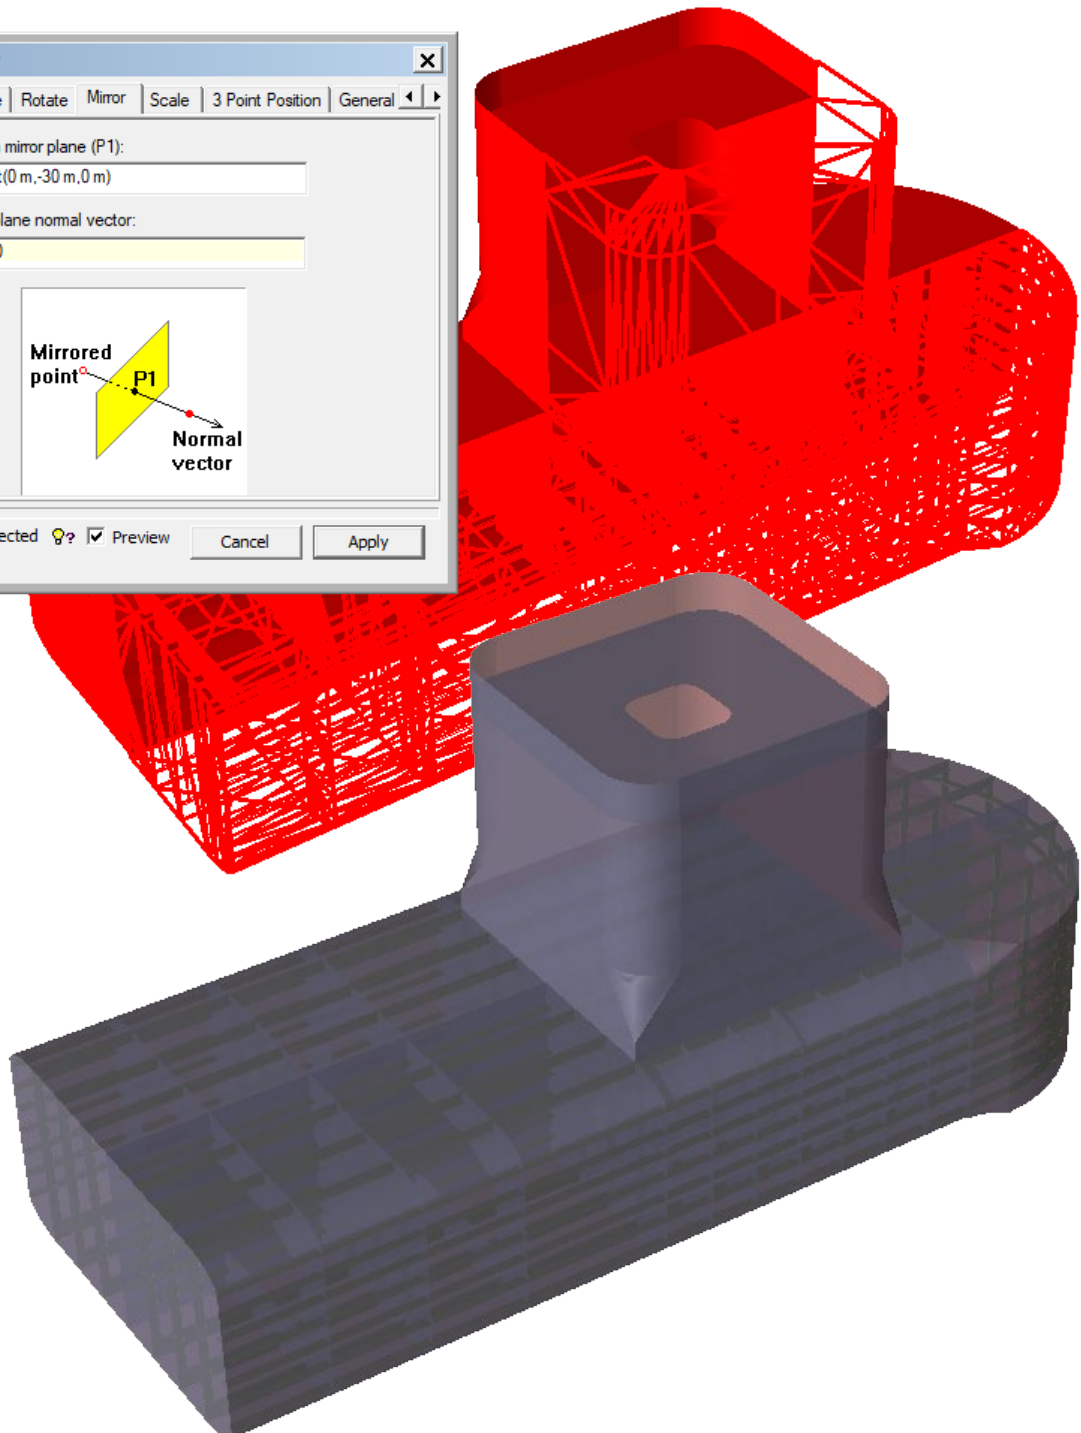 Rotate Mirror Scale 3 Point Position General
mirror plane (P1):
(0 m,-30 m,0 m)
lane normal vector:
)
Mirrored
point
P1
Normal
vector
ected ? Preview Cancel Apply